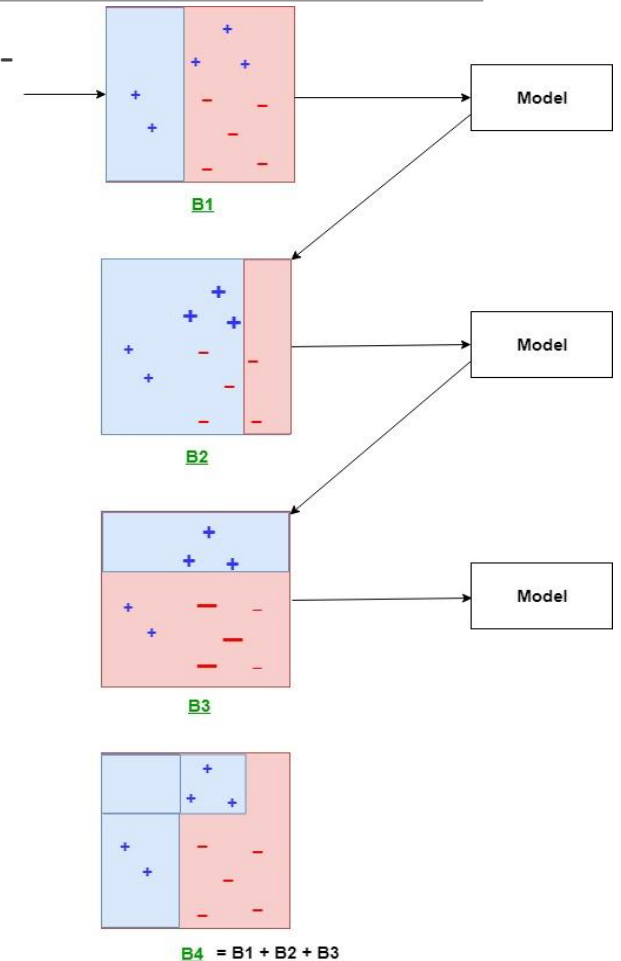 Model
B1
Model
B2
Model
B3
B4 = B1 + B2 + B3